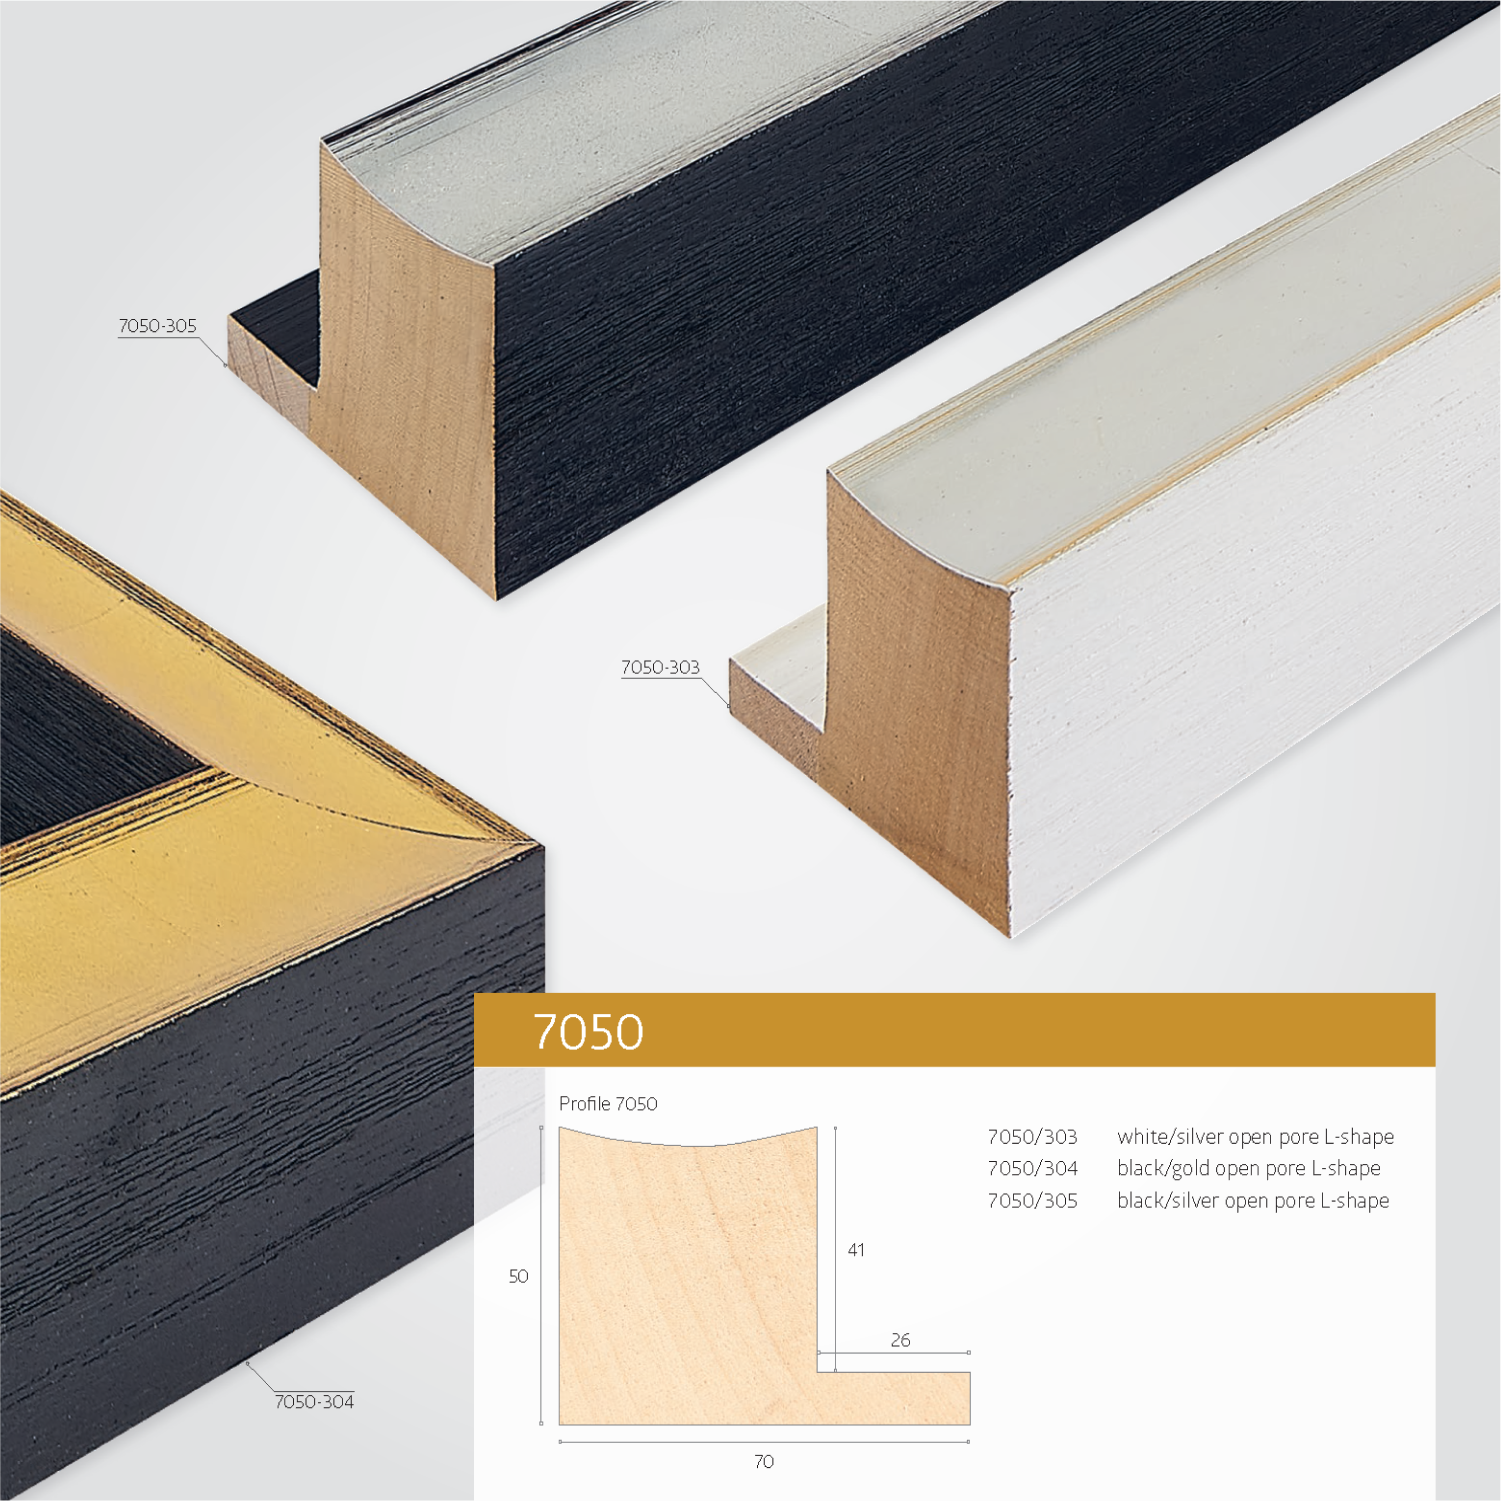 7050-305
7050-303
7050-304
7050
Profile 7050
7050/303 white/silver open pore L-shape
7050/304 black/gold open pore L-shape
7050/305 black/silver open pore L-shape
50
41
26
70